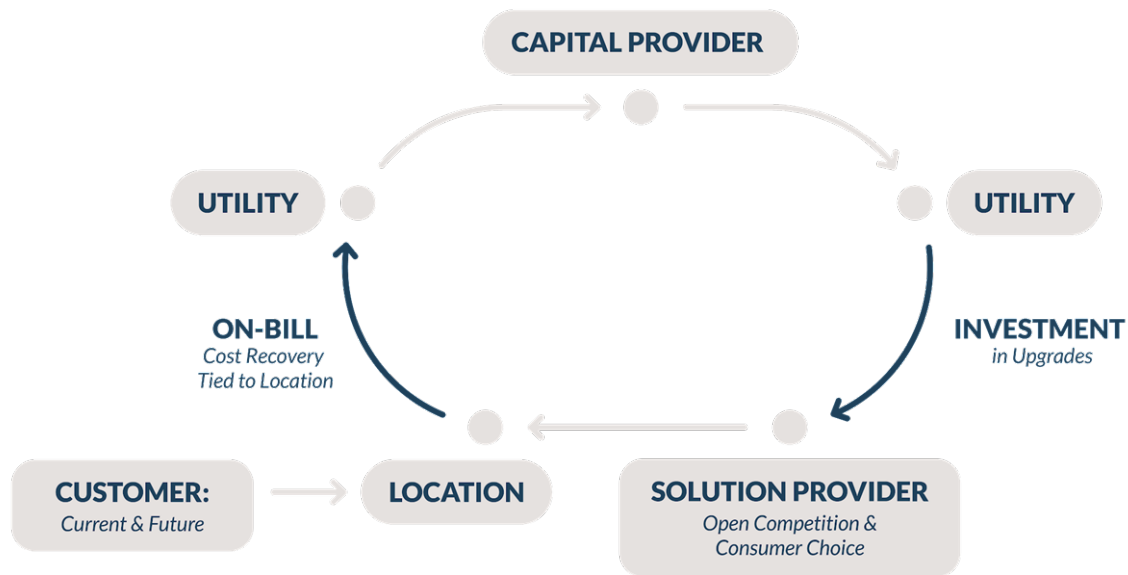 CAPITAL PROVIDER
UTILITY
UTILITY
ON-BILL
Cost Recovery
Tied to Location
INVESTMENT
in Upgrades
CUSTOMER:
Current & Future
LOCATION
SOLUTION PROVIDER
Open Competition &
Consumer Choice